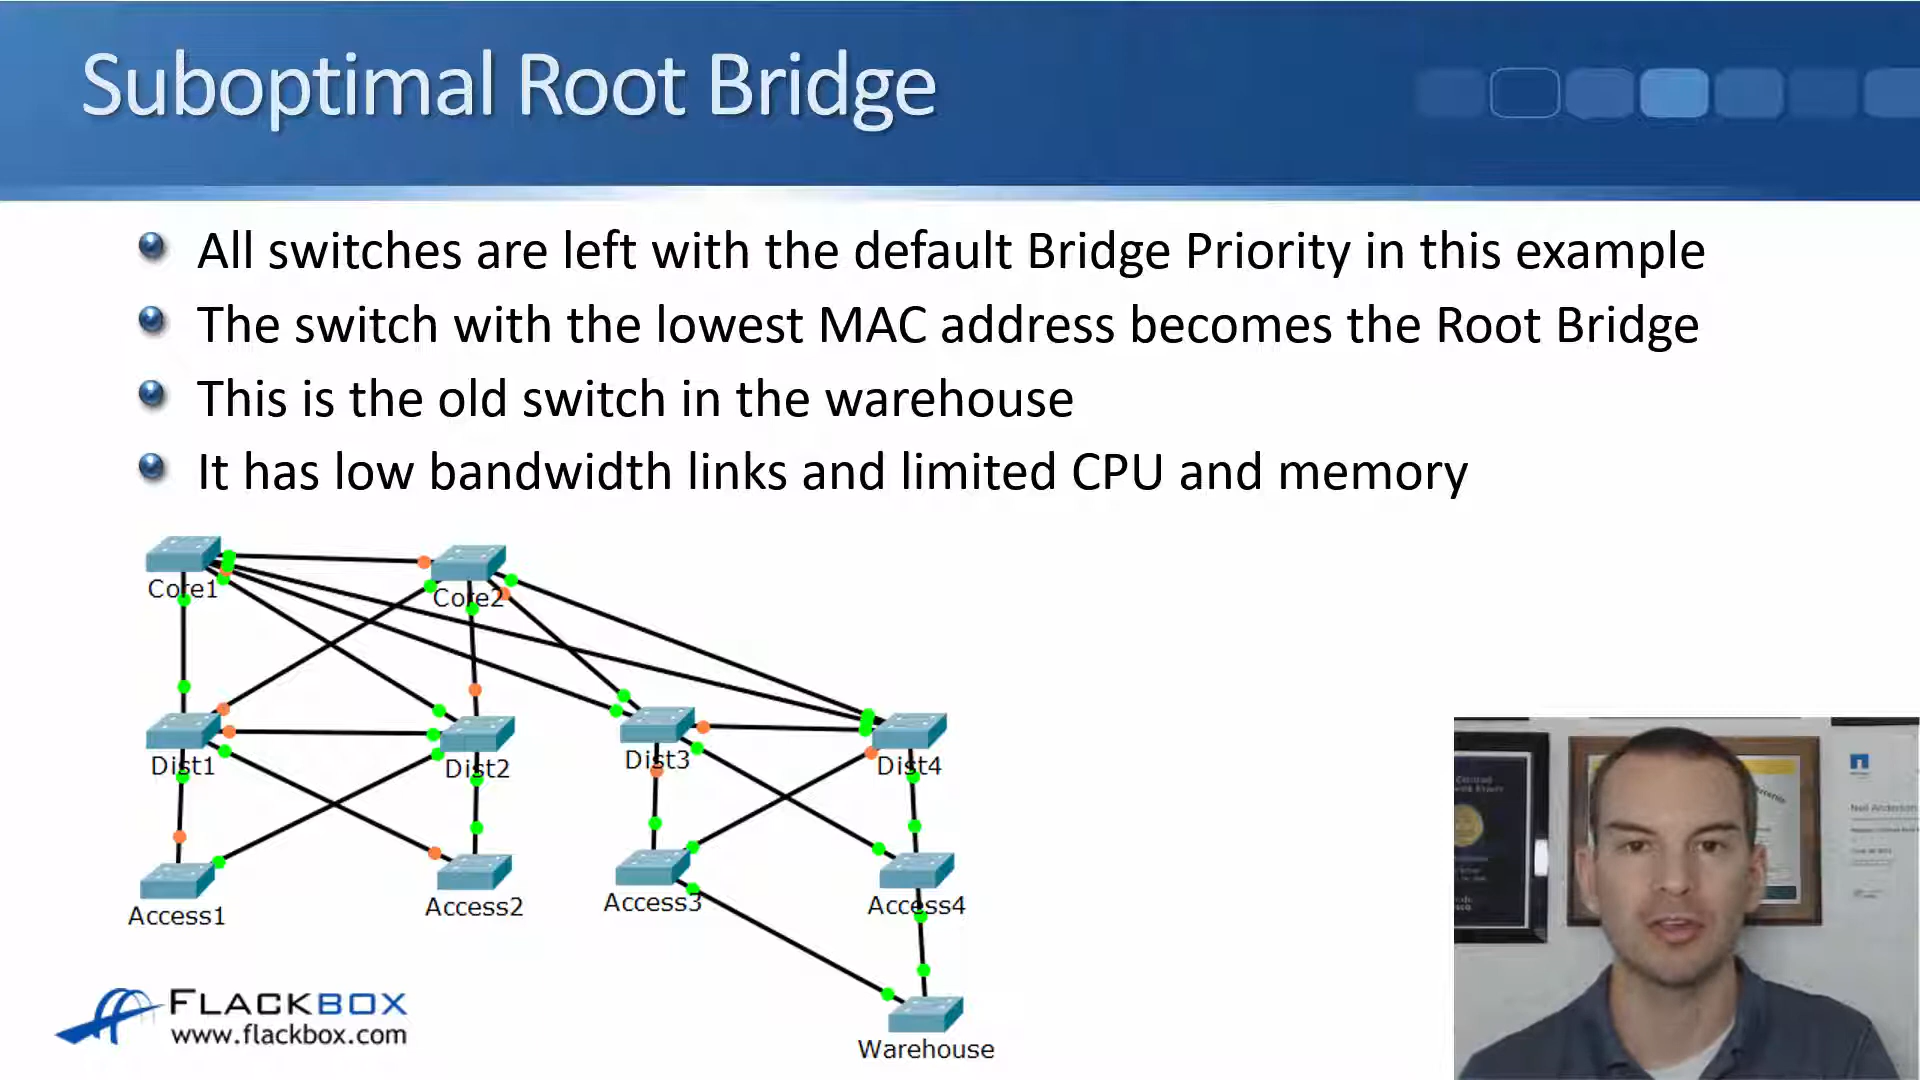 Suboptimal Root Bridge
All switches are left with the default Bridge Priority in this example
The switch with the lowest MAC address becomes the Root Bridge
This is the old switch in the warehouse
It has low bandwidth links and limited CPU and memory
Core1
Core2
Dist1
Dist2
Dist3
Dist4
Access1
Access2
Access3
Access4
Warehouse
FLACKBOX
www.flackbox.com
Neil Anderson